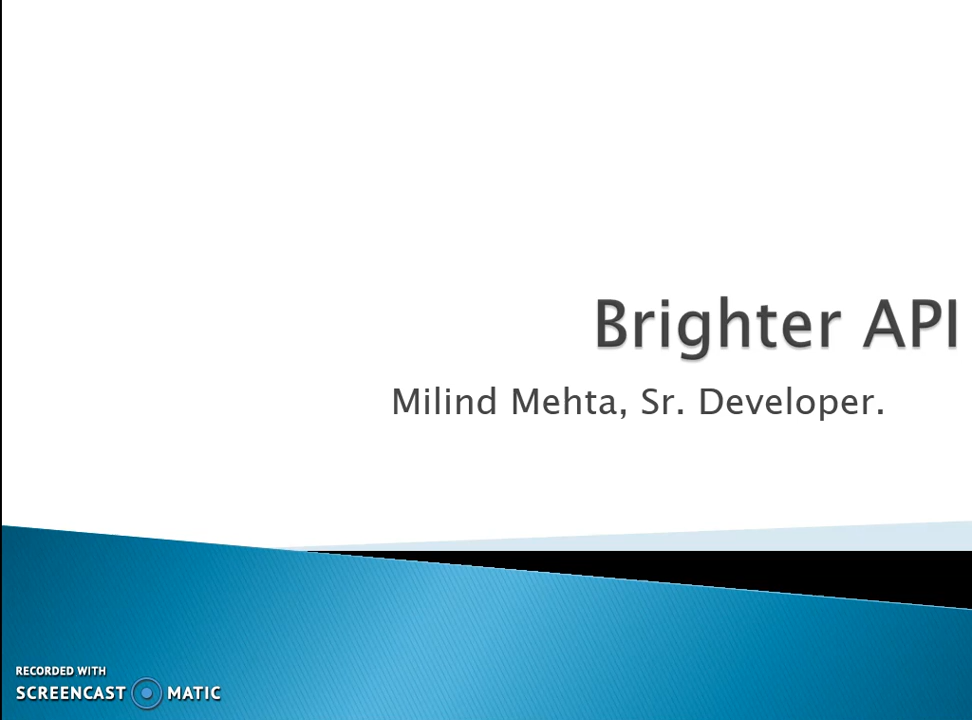 Brighter API
Milind Mehta, Sr. Developer.
RECORDED WITH
SCREENCAST MATIC